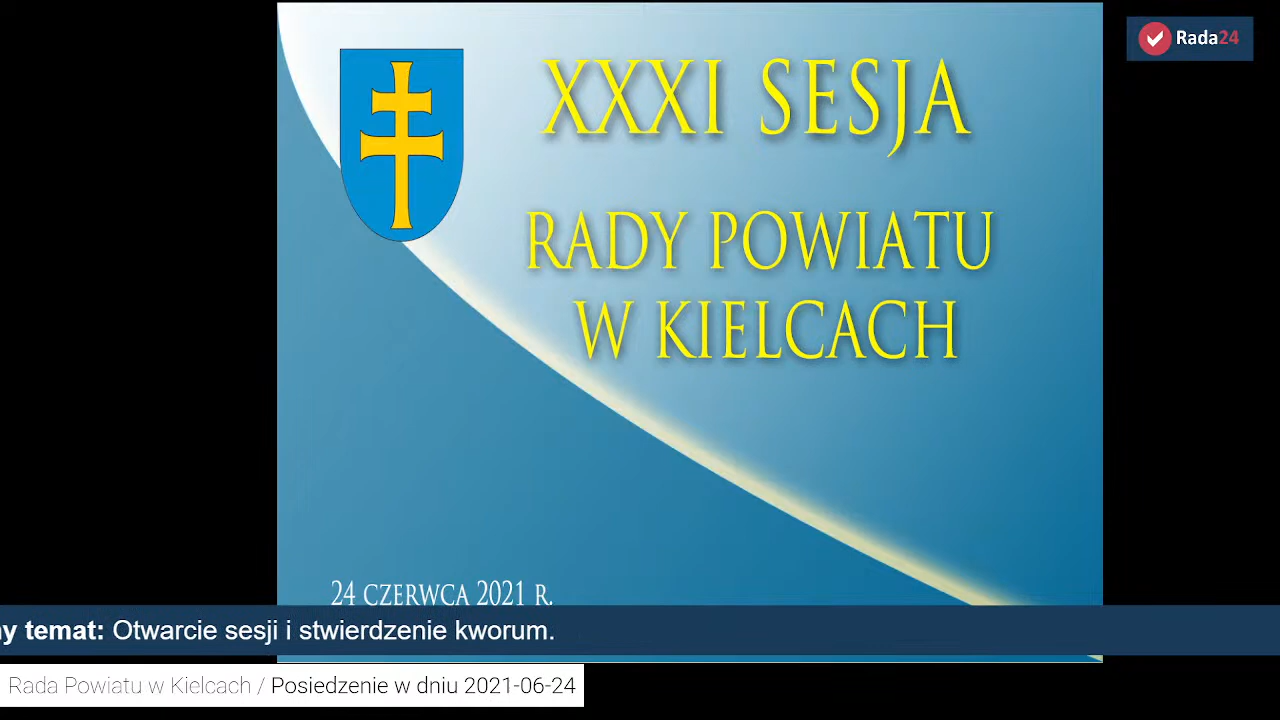 Rada24
XXXI SESJA
RADY POWIATU
W KIELCACH
24 CZERWCA 2021 R.
y temat: Otwarcie sesji i stwierdzenie kworum.
Rada Powiatu w Kielcach / Posiedzenie w dniu 2021-06-24